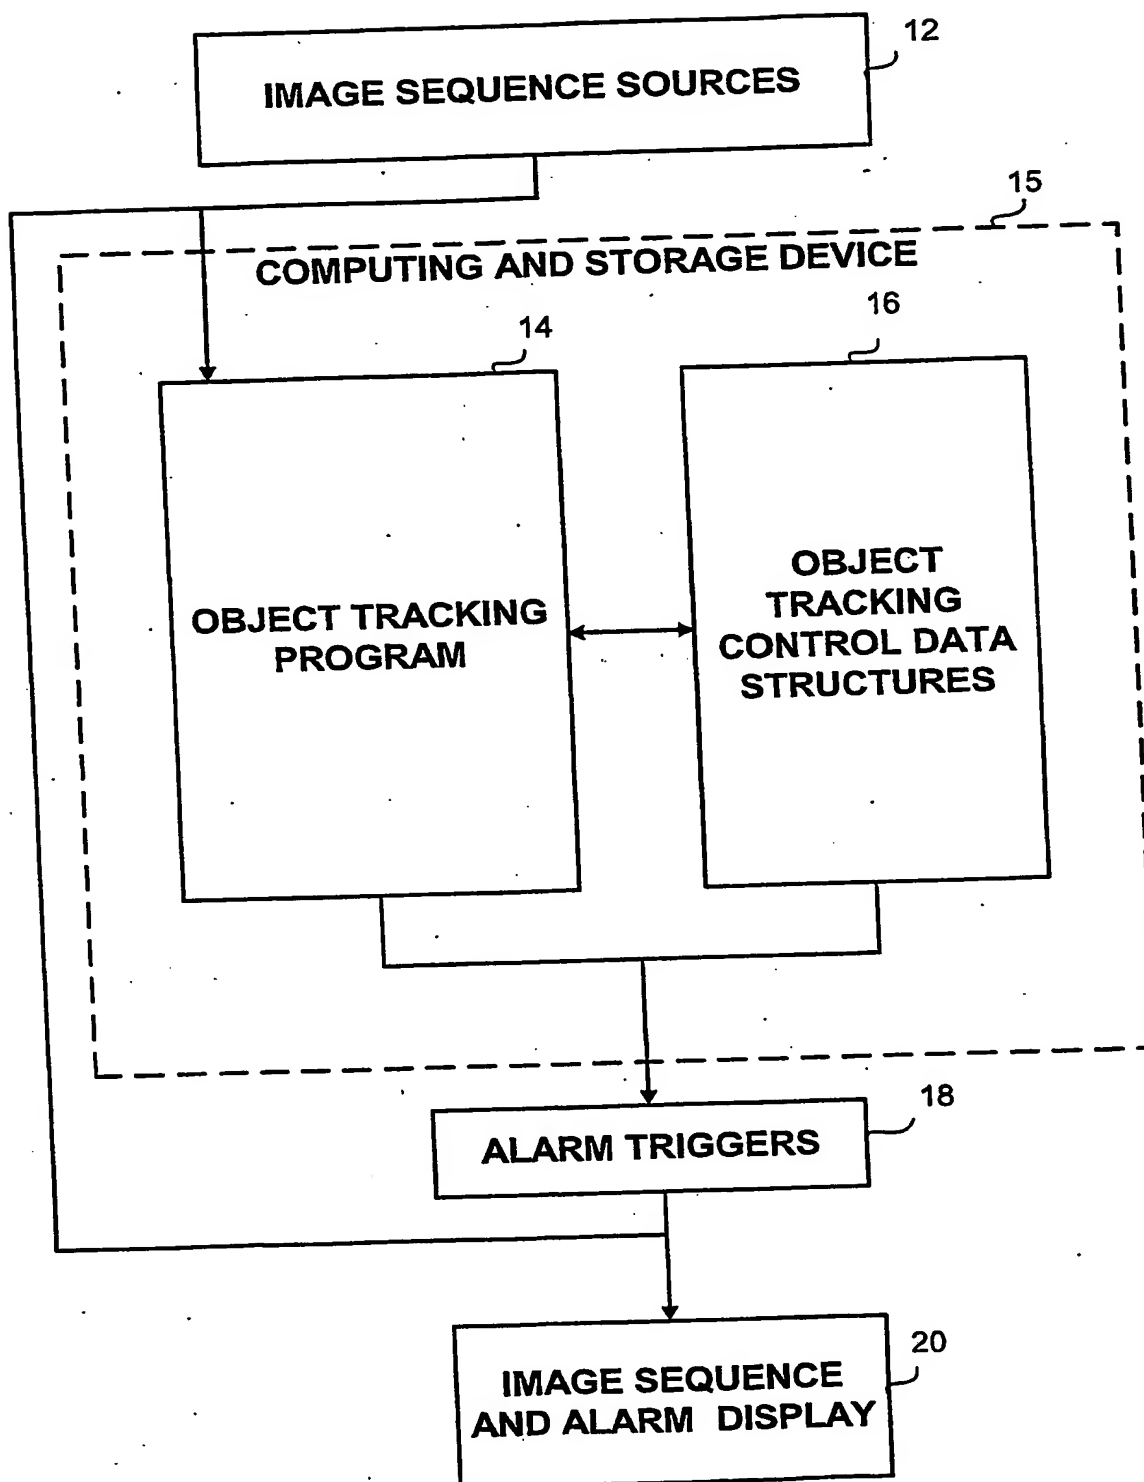 12
IMAGE SEQUENCE SOURCES
15
COMPUTING AND STORAGE DEVICE
14
16
OBJECT TRACKING
PROGRAM
OBJECT
TRACKING
CONTROL DATA
STRUCTURES
18
ALARM TRIGGERS
20
IMAGE SEQUENCE
AND ALARM DISPLAY